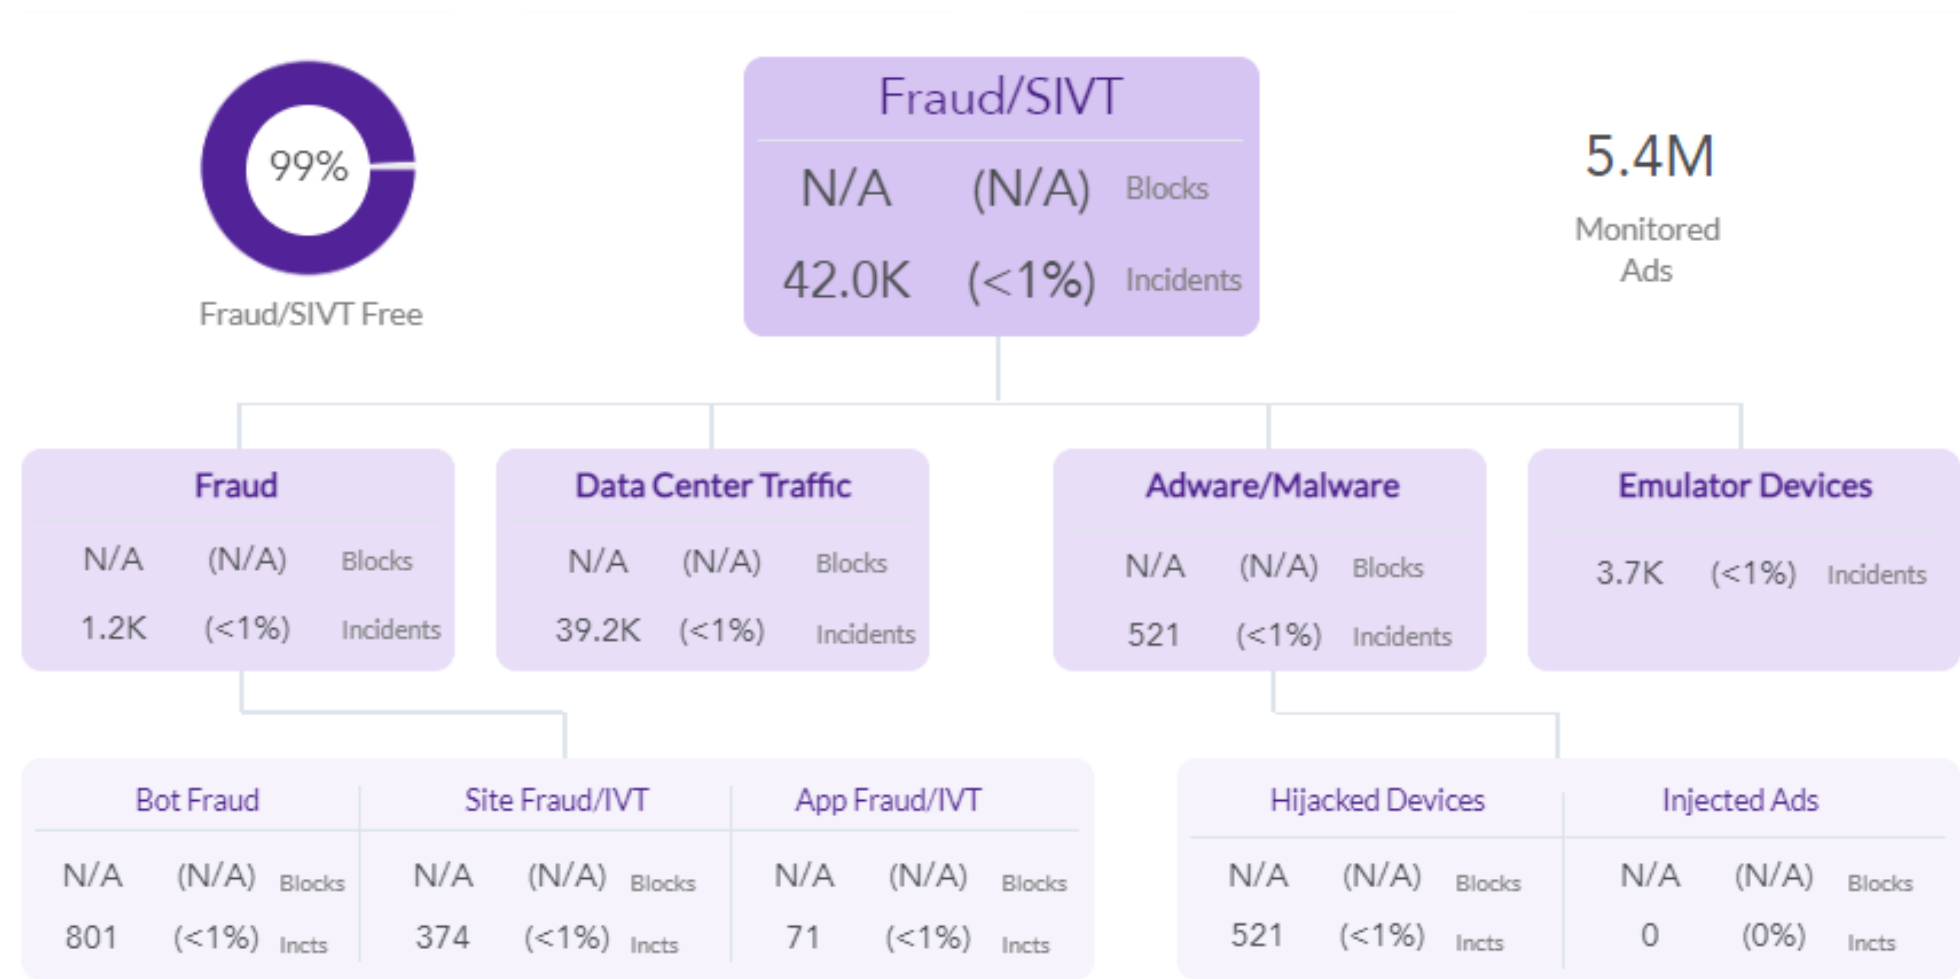 99%
Fraud/SIVT Free
Fraud/SIVT
N/A (N/A) Blocks
42.0K (<1%) Incidents
5.4M
Monitored
Ads
Fraud
N/A (N/A) Blocks
1.2K (<1%) Incidents
Data Center Traffic
N/A (N/A) Blocks
39.2K (<1%) Incidents
Adware/Malware
N/A (N/A) Blocks
521 (<1%) Incidents
Emulator Devices
3.7K (<1%) Incidents
Bot Fraud
N/A (N/A) Blocks
801 (<1%) Incts
Site Fraud/IVT
N/A (N/A) Blocks
374 (<1%) Incts
App Fraud/IVT
N/A (N/A) Blocks
71 (<1%) Incts
Hijacked Devices
N/A (N/A) Blocks
521 (<1%) Incts
Injected Ads
N/A (N/A) Blocks
0 (0%) Incts